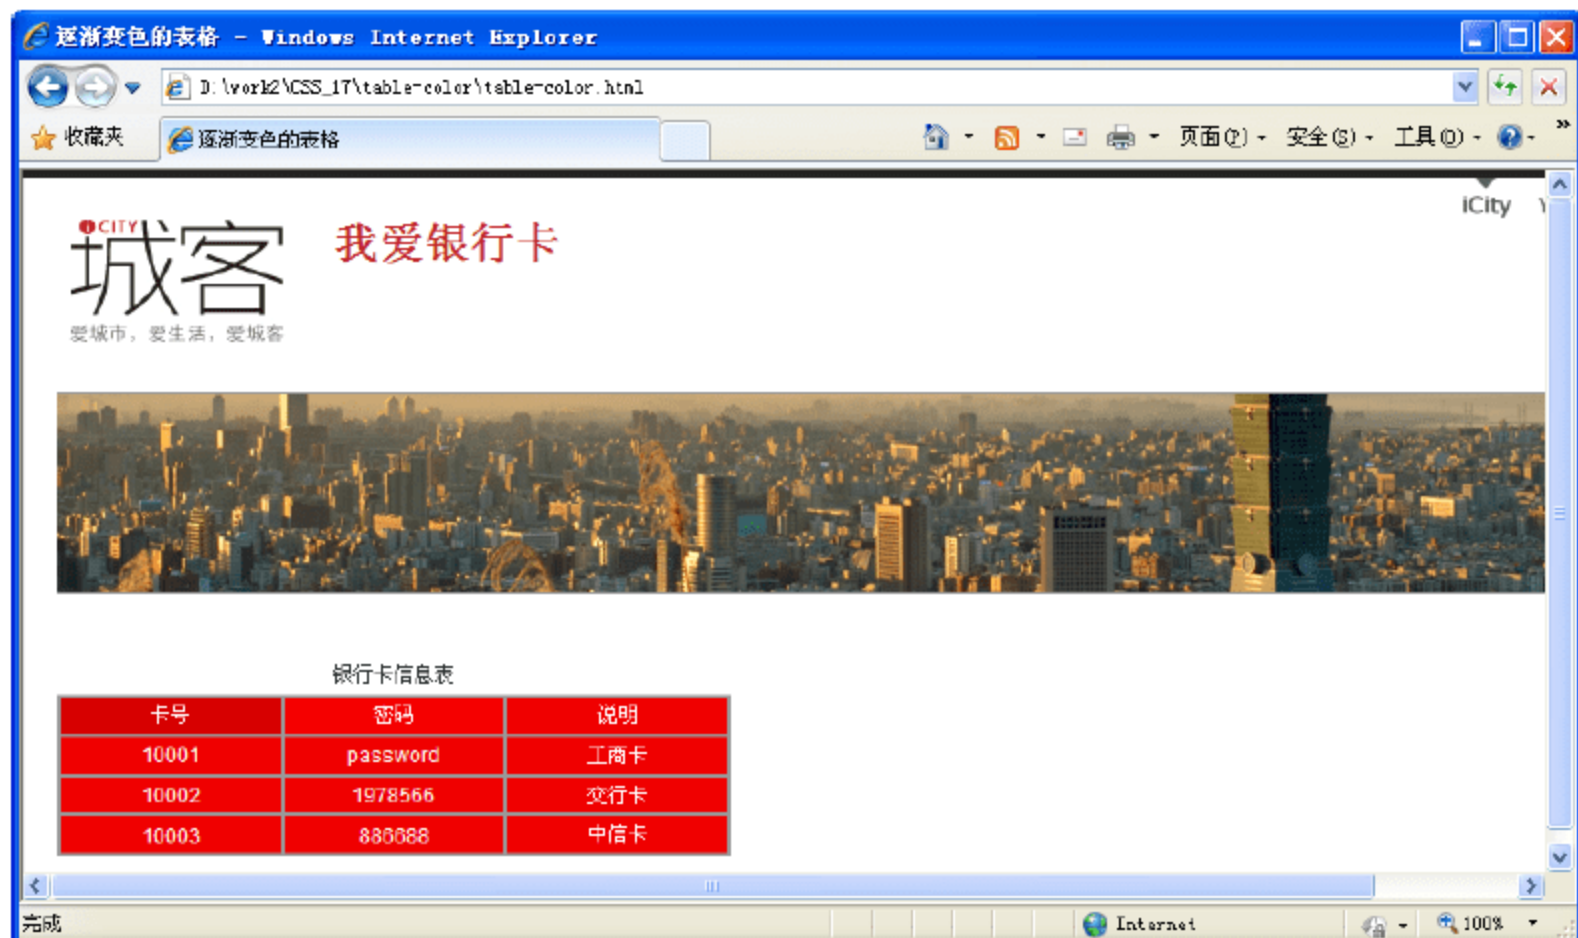 逐渐变色的表格 - Windows Internet Explorer
D:\work2\CSS_17\table-color\table-color.html
收藏夹 逐渐变色的表格 页面(P) 安全(S) 工具(O) »
iCity
iCITY
城客
我爱银行卡
爱城市，爱生活，爱城客
银行卡信息表
卡号 密码 说明
10001 password 工商卡
10002 1978566 交行卡
10003 886688 中信卡
完成 Internet 100%